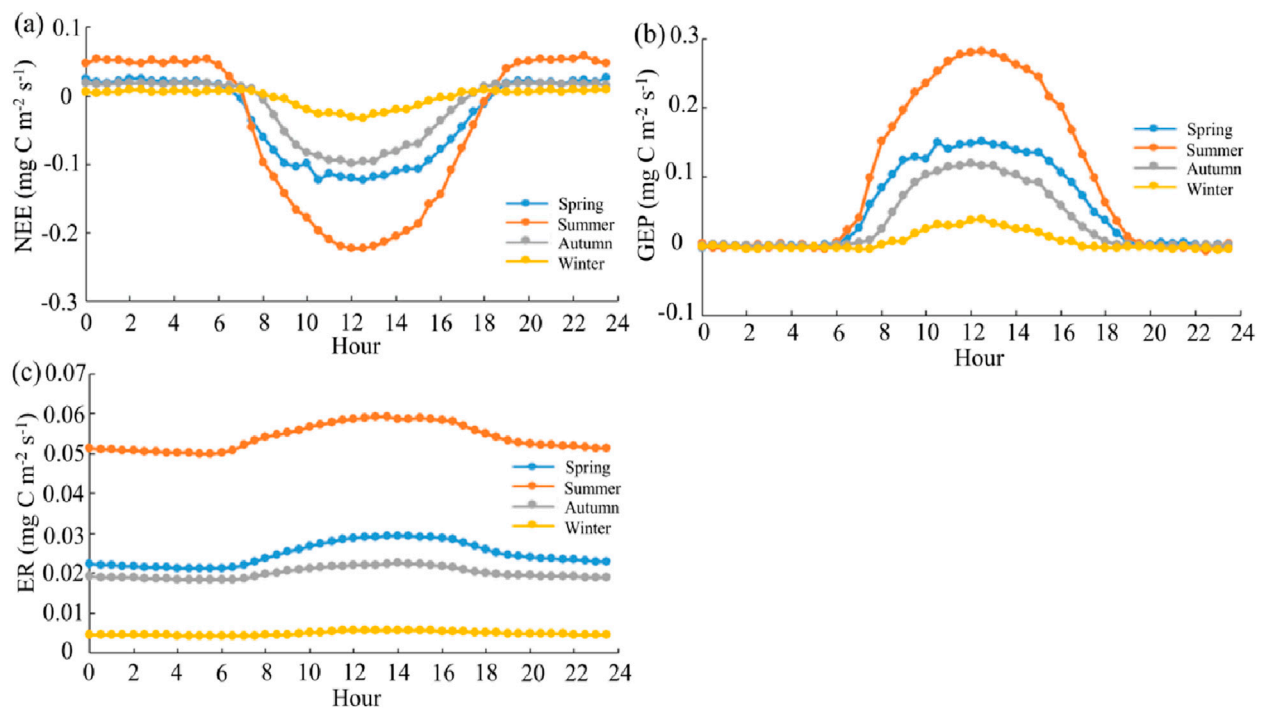 (a)
0.1
0
-0.1
-0.2
-0.3
NEE (mg C m⁻² s⁻¹)
Spring
Summer
Autumn
Winter
0 2 4 6 8 10 12 14 16 18 20 22 24
Hour
(b)
0.3
0.2
0.1
0
-0.1
GEP (mg C m⁻² s⁻¹)
Spring
Summer
Autumn
Winter
0 2 4 6 8 10 12 14 16 18 20 22 24
Hour
(c)
0.07
0.06
0.05
0.04
0.03
0.02
0.01
0
ER (mg C m⁻² s⁻¹)
Spring
Summer
Autumn
Winter
0 2 4 6 8 10 12 14 16 18 20 22 24
Hour